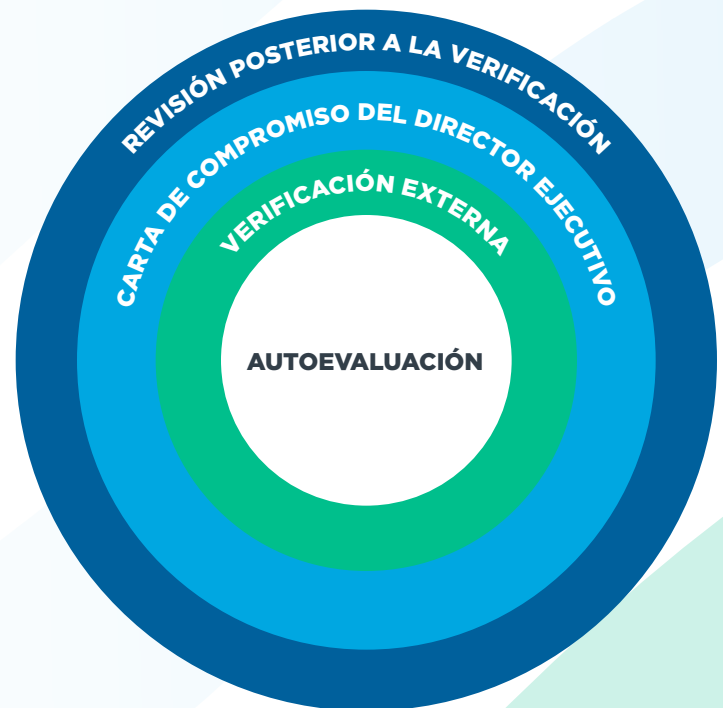 REVISIÓN POSTERIOR A LA VERIFICACIÓN
CARTA DE COMPROMISO DEL DIRECTOR EJECUTIVO
VERIFICACIÓN EXTERNA
AUTOEVALUACIÓN